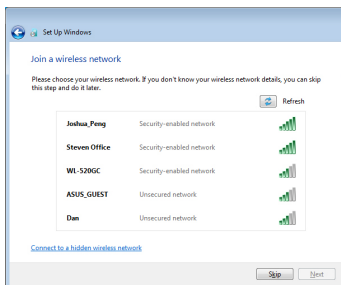 Set Up Windows
Join a wireless network
Please choose your wireless network. If you don't know your wireless network details, you can skip
this step and do it later.
Refresh
Joshua_Peng Security-enabled network
Steven Office Security-enabled network
WL-520GC Security-enabled network
ASUS_GUEST Unsecured network
Dan Unsecured network
Connect to a hidden wireless network
Skip Next